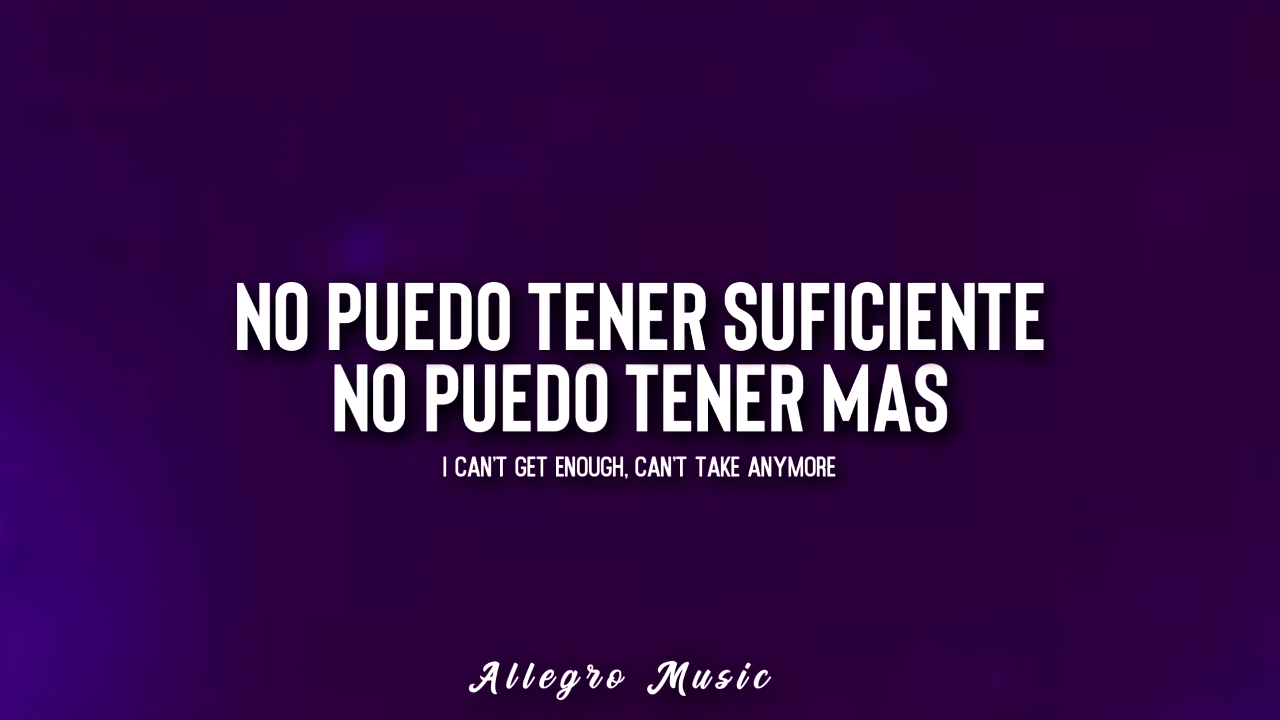 NO PUEDO TENER SUFICIENTE
NO PUEDO TENER MAS
I CAN'T GET ENOUGH, CAN'T TAKE ANYMORE
Allegro Music